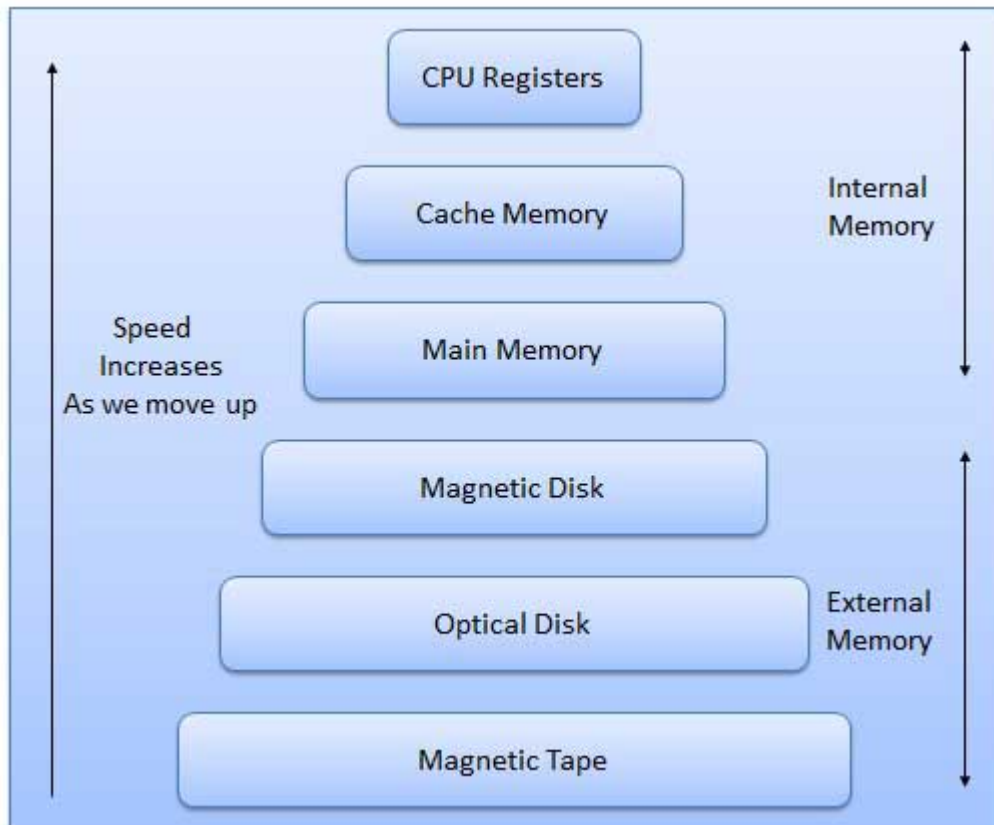 CPU Registers
Cache Memory
Internal
Memory
Main Memory
Speed
Increases
As we move up
Magnetic Disk
Optical Disk
External
Memory
Magnetic Tape